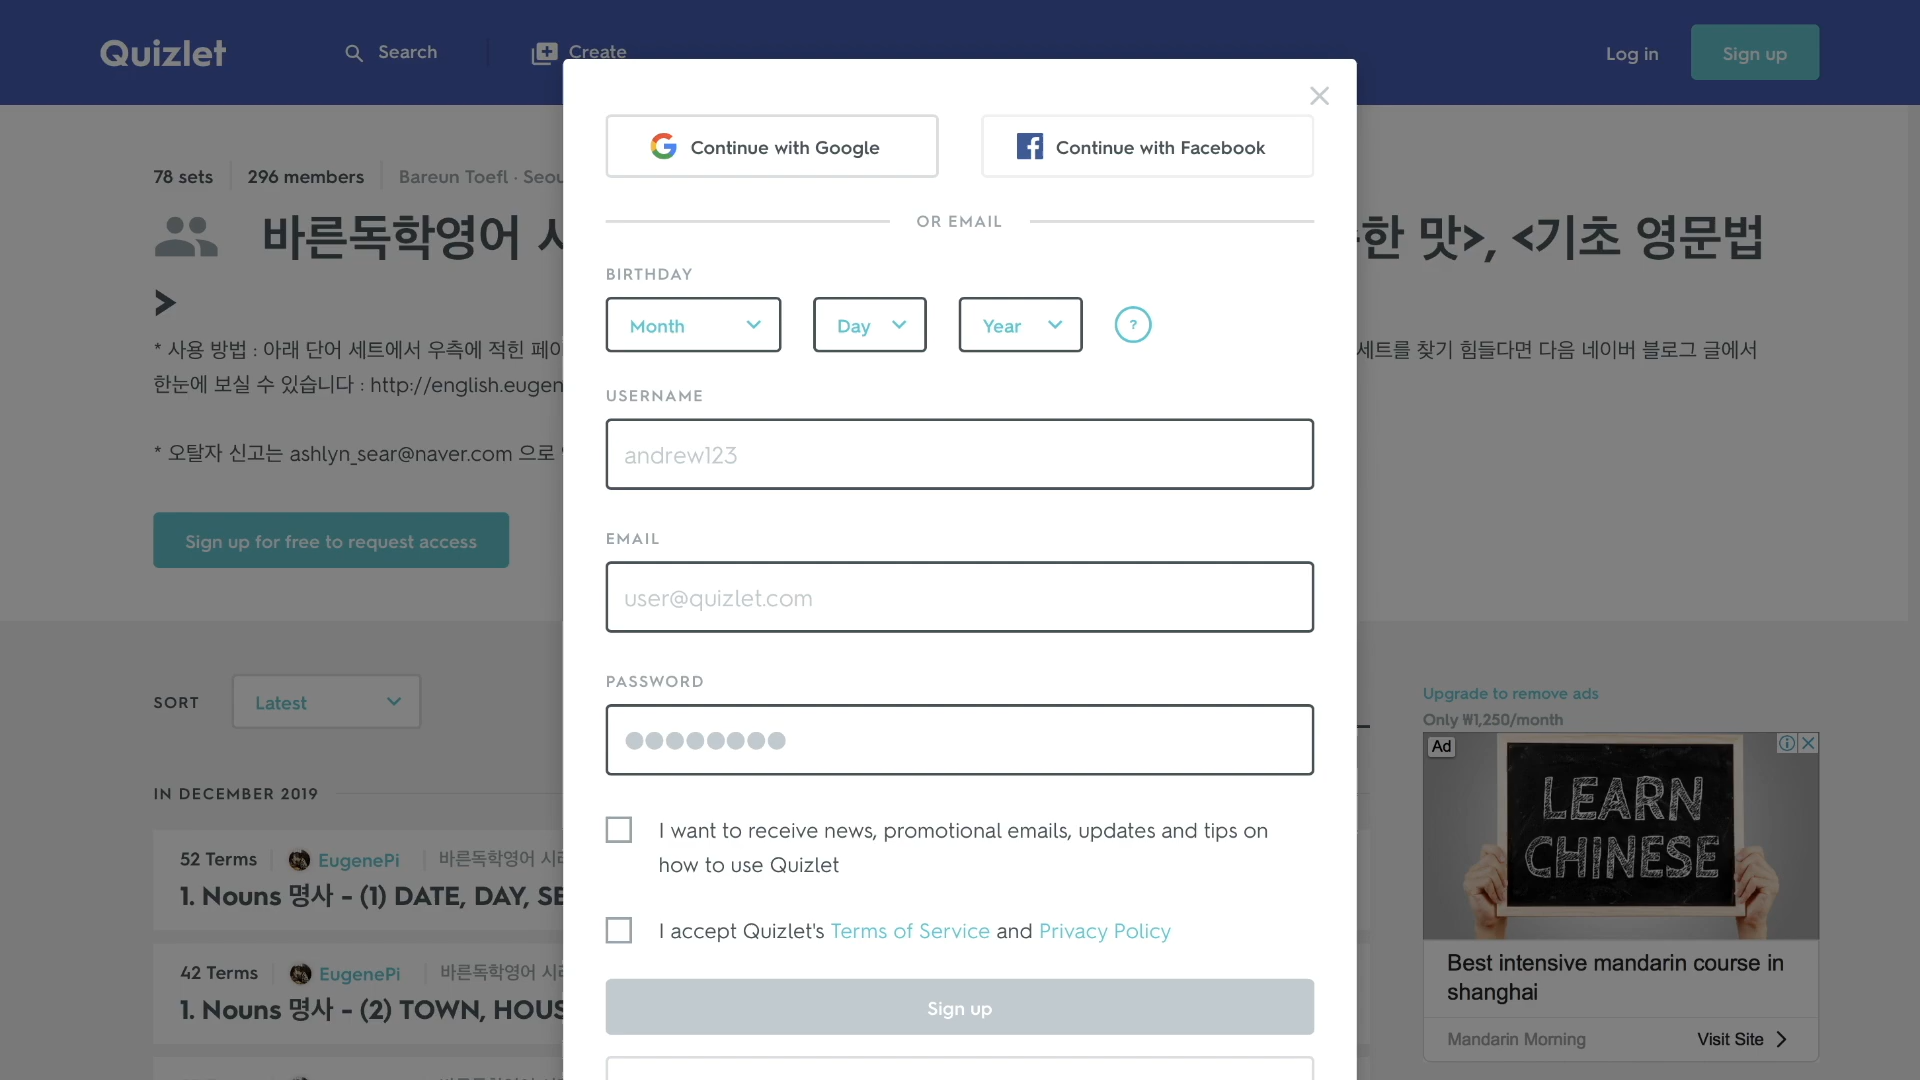 Quizlet
Search
Create
Log in
Sign up
78 sets
296 members
Bareun Toefl · Seou
바른독학영어
한 맛>, <기초 영문법
>
* 사용 방법 : 아래 단어 세트에서 우측에 적힌 페이
세트를 찾기 힘들다면 다음 네이버 블로그 글에서
한눈에 보실 수 있습니다 : http://english.eugen
* 오탈자 신고는 ashlyn_sear@naver.com 으로
Sign up for free to request access
SORT
Latest
IN DECEMBER 2019
52 Terms
EugenePi
바른독학영어 시
1. Nouns 명사 - (1) DATE, DAY, SE
42 Terms
EugenePi
바른독학영어 시
1. Nouns 명사 - (2) TOWN, HOUS
Continue with Google
Continue with Facebook
OR EMAIL
BIRTHDAY
Month
Day
Year
?
USERNAME
andrew123
EMAIL
user@quizlet.com
PASSWORD
I want to receive news, promotional emails, updates and tips on
how to use Quizlet
I accept Quizlet's Terms of Service and Privacy Policy
Sign up
Upgrade to remove ads
Only ₩1,250/month
Ad
LEARN
CHINESE
Best intensive mandarin course in
shanghai
Mandarin Morning
Visit Site